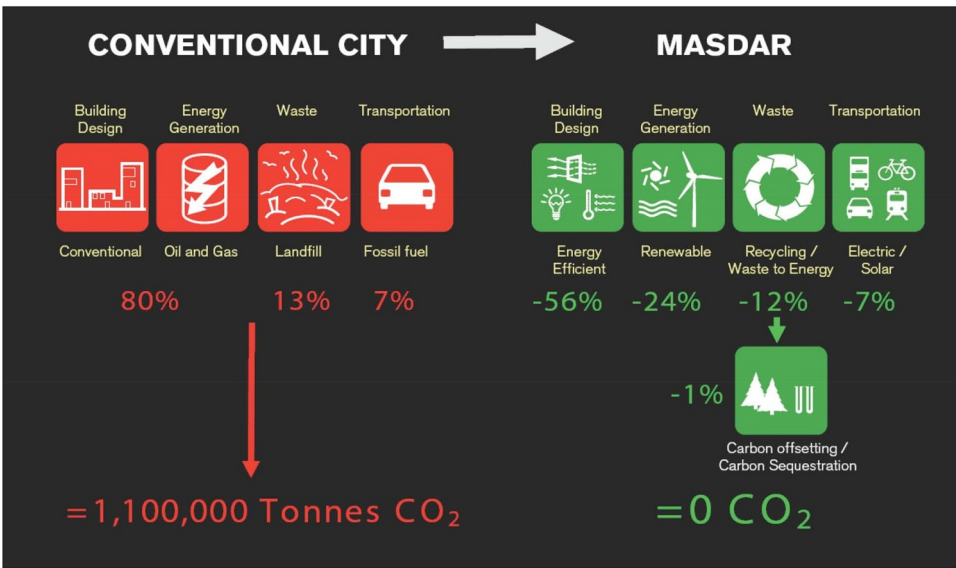 CONVENTIONAL CITY
MASDAR
Building
Design
Energy
Generation
Waste
Transportation
Building
Design
Energy
Generation
Waste
Transportation
Conventional
Oil and Gas
Landfill
Fossil fuel
Energy
Efficient
Renewable
Recycling /
Waste to Energy
Electric /
Solar
80%
13%
7%
-56%
-24%
-12%
-7%
-1%
Carbon offsetting /
Carbon Sequestration
=1,100,000 Tonnes CO₂
=0 CO₂